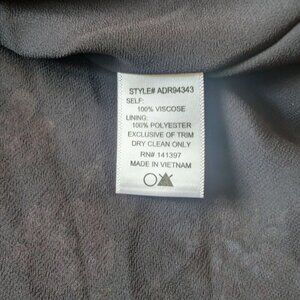 STYLE# ADR94343
SELF:
100% VISCOSE
LINING:
100% POLYESTER
EXCLUSIVE OF TRIM
DRY CLEAN ONLY
RN# 141397
MADE IN VIETNAM